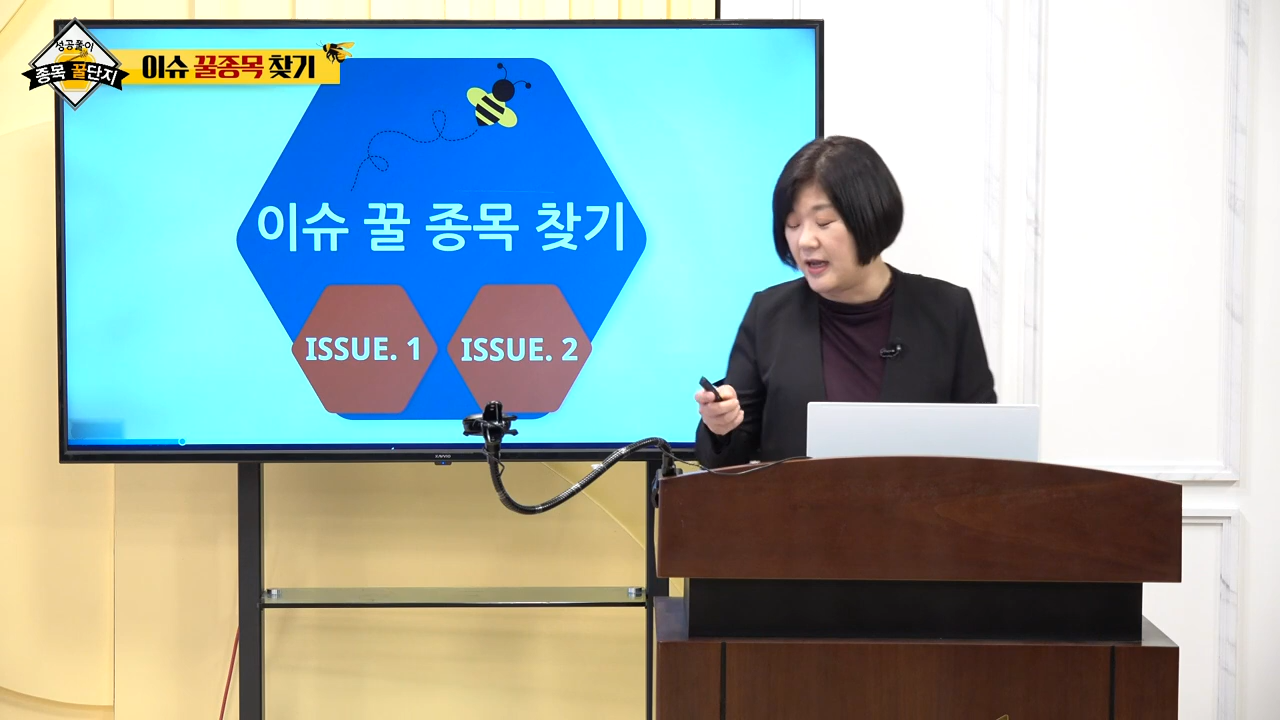 성공풀이
종목 꿀단지
이슈 꿀종목 찾기
이슈 꿀 종목 찾기
ISSUE. 1
ISSUE. 2